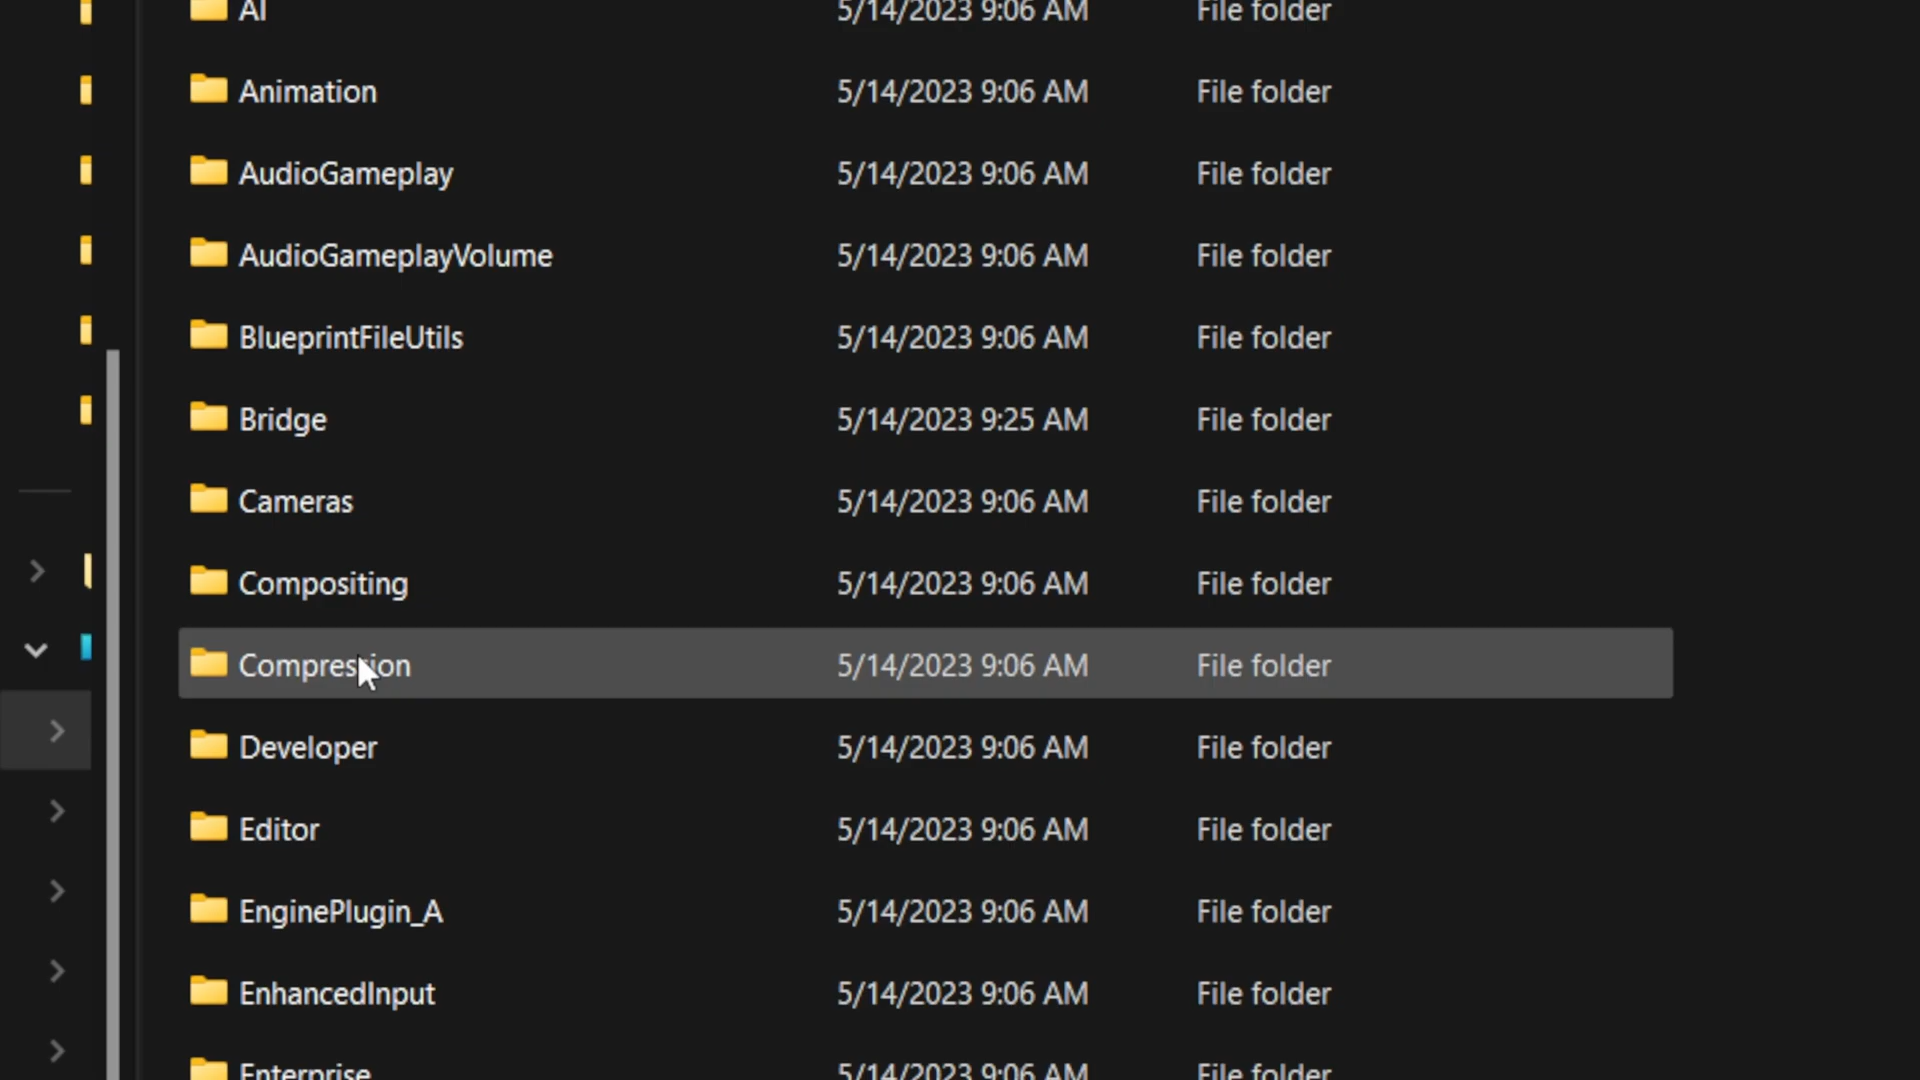 AI 5/14/2023 9:06 AM File folder
Animation 5/14/2023 9:06 AM File folder
AudioGameplay 5/14/2023 9:06 AM File folder
AudioGameplayVolume 5/14/2023 9:06 AM File folder
BlueprintFileUtils 5/14/2023 9:06 AM File folder
Bridge 5/14/2023 9:25 AM File folder
Cameras 5/14/2023 9:06 AM File folder
Compositing 5/14/2023 9:06 AM File folder
Compression 5/14/2023 9:06 AM File folder
Developer 5/14/2023 9:06 AM File folder
Editor 5/14/2023 9:06 AM File folder
EnginePlugin_A 5/14/2023 9:06 AM File folder
EnhancedInput 5/14/2023 9:06 AM File folder
Enterprise 5/14/2023 9:06 AM File folder